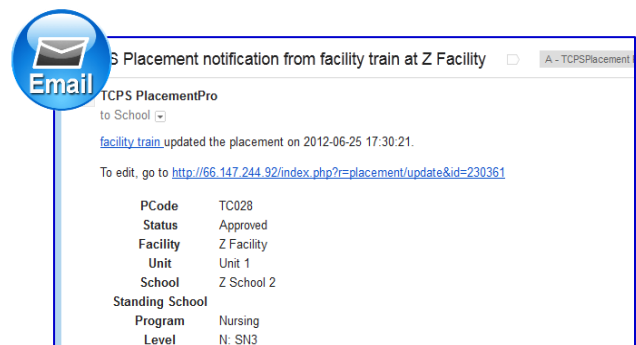 S Placement notification from facility train at Z Facility
A - TCPSPlacement
Email
TCPS PlacementPro
to School
facility train updated the placement on 2012-06-25 17:30:21.
To edit, go to http://66.147.244.92/index.php?r=placement/update&id=230361
PCode TC028
Status Approved
Facility Z Facility
Unit Unit 1
School Z School 2
Standing School
Program Nursing
Level N: SN3